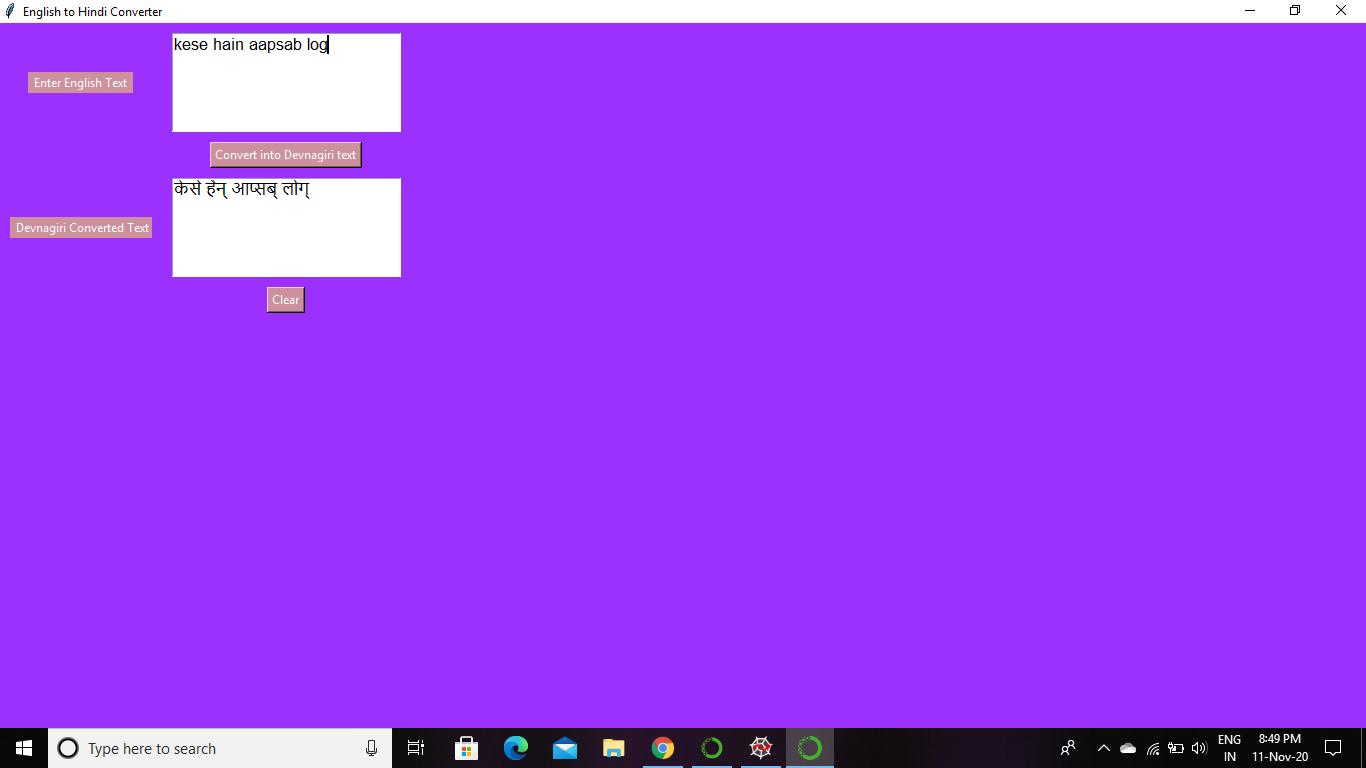 English to Hindi Converter
kese hain aapsab log
Enter English Text
Convert into Devnagiri text
केसे हैन् आप्सब् लोग्
Devnagiri Converted Text
Clear
Type here to search
ENG
IN
8:49 PM
11-Nov-20